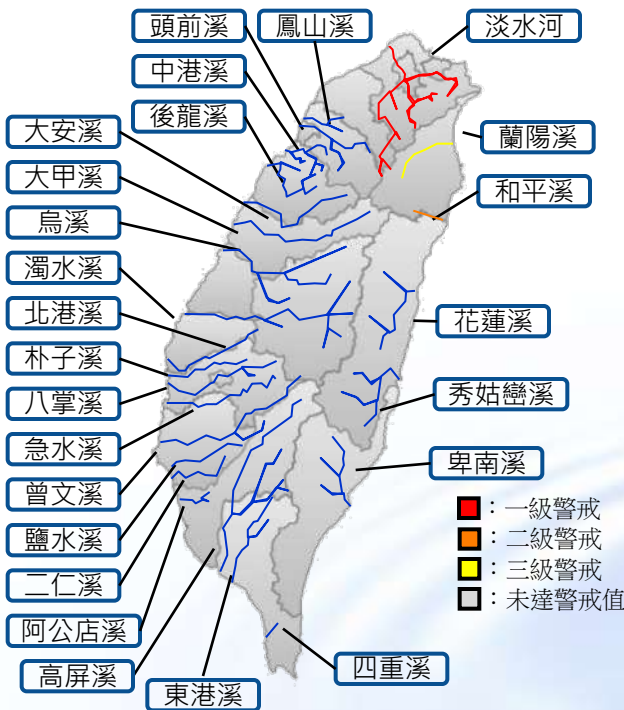 頭前溪
鳳山溪
淡水河
中港溪
後龍溪
大安溪
蘭陽溪
大甲溪
和平溪
烏溪
濁水溪
北港溪
花蓮溪
朴子溪
八掌溪
秀姑巒溪
急水溪
卑南溪
曾文溪
鹽水溪
二仁溪
阿公店溪
高屏溪
東港溪
四重溪
：一級警戒
：二級警戒
：三級警戒
：未達警戒值